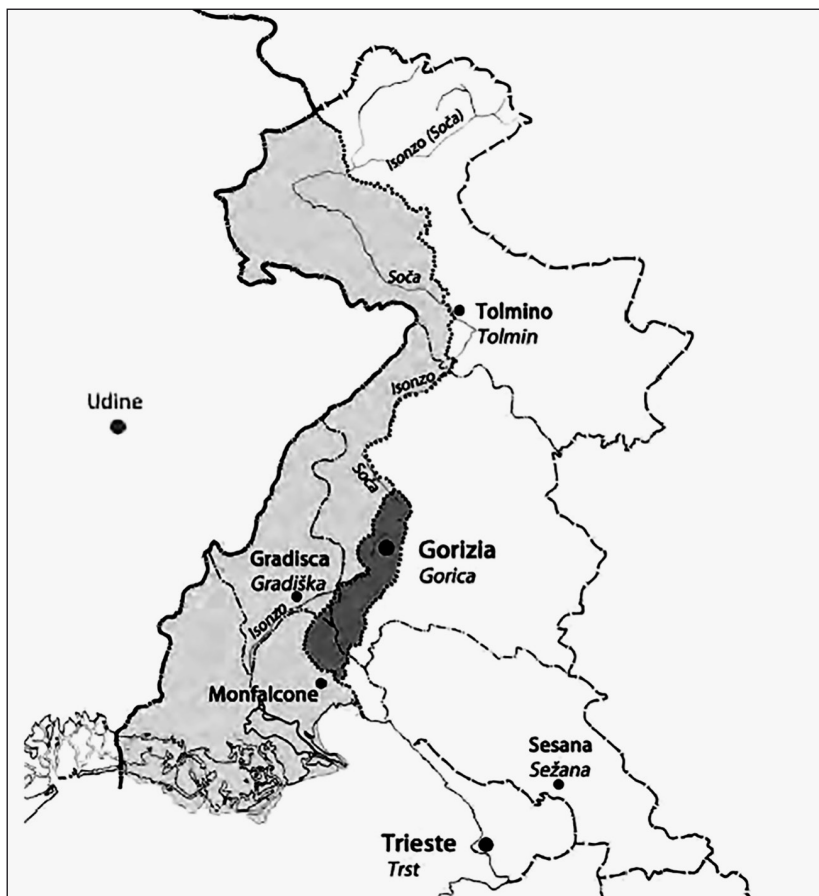 Isonzo (Soča)
Soča
Tolmino
Tolmin
Isonzo
Udine
Soča
Gorizia
Gorica
Gradisca
Gradiška
Isonzo
Monfalcone
Sesana
Sežana
Trieste
Trst